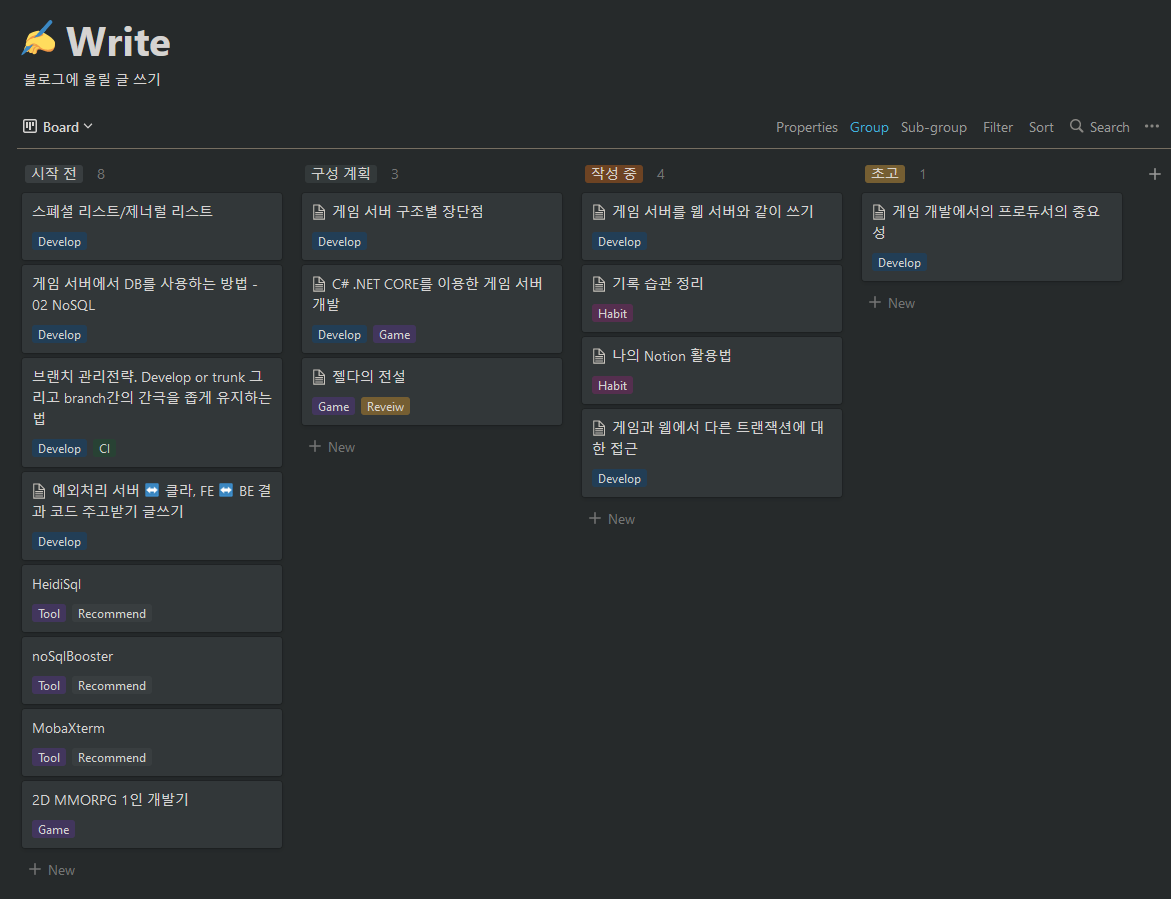 ✍️ Write
블로그에 올릴 글 쓰기
Board
Properties Group Sub-group Filter Sort Search ···
시작 전 8
스폐셜 리스트/제너럴 리스트
Develop
게임 서버에서 DB를 사용하는 방법 -
02 NoSQL
Develop
브랜치 관리전략. Develop or trunk 그
리고 branch간의 간극을 좁게 유지하는
법
Develop CI
예외처리 서버 ↔️ 클라, FE ↔️ BE 결
과 코드 주고받기 글쓰기
Develop
HeidiSql
Tool Recommend
noSqlBooster
Tool Recommend
MobaXterm
Tool Recommend
2D MMORPG 1인 개발기
Game
+ New
구성 계획 3
게임 서버 구조별 장단점
Develop
C# .NET CORE를 이용한 게임 서버
개발
Develop Game
젤다의 전설
Game Reveiw
+ New
작성 중 4
게임 서버를 웹 서버와 같이 쓰기
Develop
기록 습관 정리
Habit
나의 Notion 활용법
Habit
게임과 웹에서 다른 트랜잭션에 대
한 접근
Develop
+ New
초고 1
게임 개발에서의 프로듀서의 중요
성
Develop
+ New
+